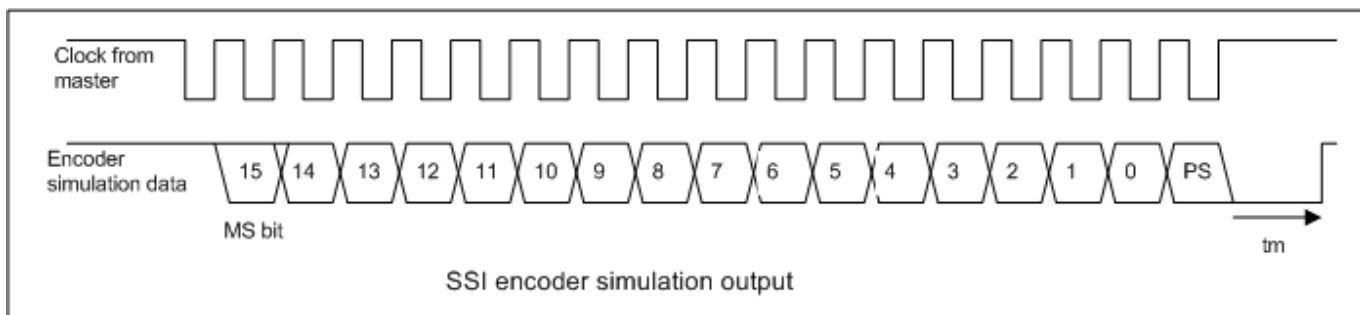 Clock from
master
Encoder
simulation data
15 14 13 12 11 10 9 8 7 6 5 4 3 2 1 0 PS
MS bit
tm
SSI encoder simulation output